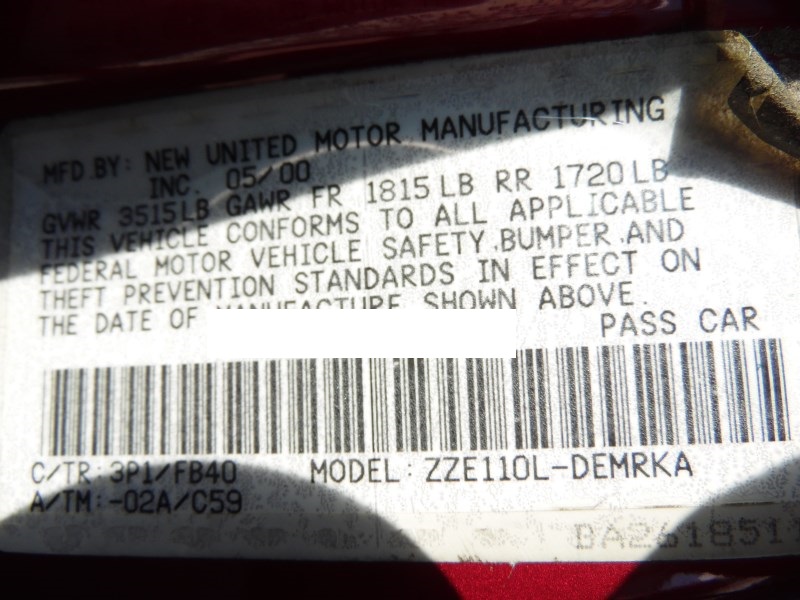 MFD.BY: NEW UNITED MOTOR MANUFACTURING
INC. 05/00
GVWR 3515LB GAWR FR 1815LB RR 1720LB
THIS VEHICLE CONFORMS TO ALL APPLICABLE
FEDERAL MOTOR VEHICLE SAFETY,BUMPER,AND
THEFT PREVENTION STANDARDS IN EFFECT ON
THE DATE OF MANUFACTURE SHOWN ABOVE.
PASS CAR
C/TR: 3P1/FB40 MODEL: ZZE110L-DEMRKA
A/TM:-02A/C59
BA261851